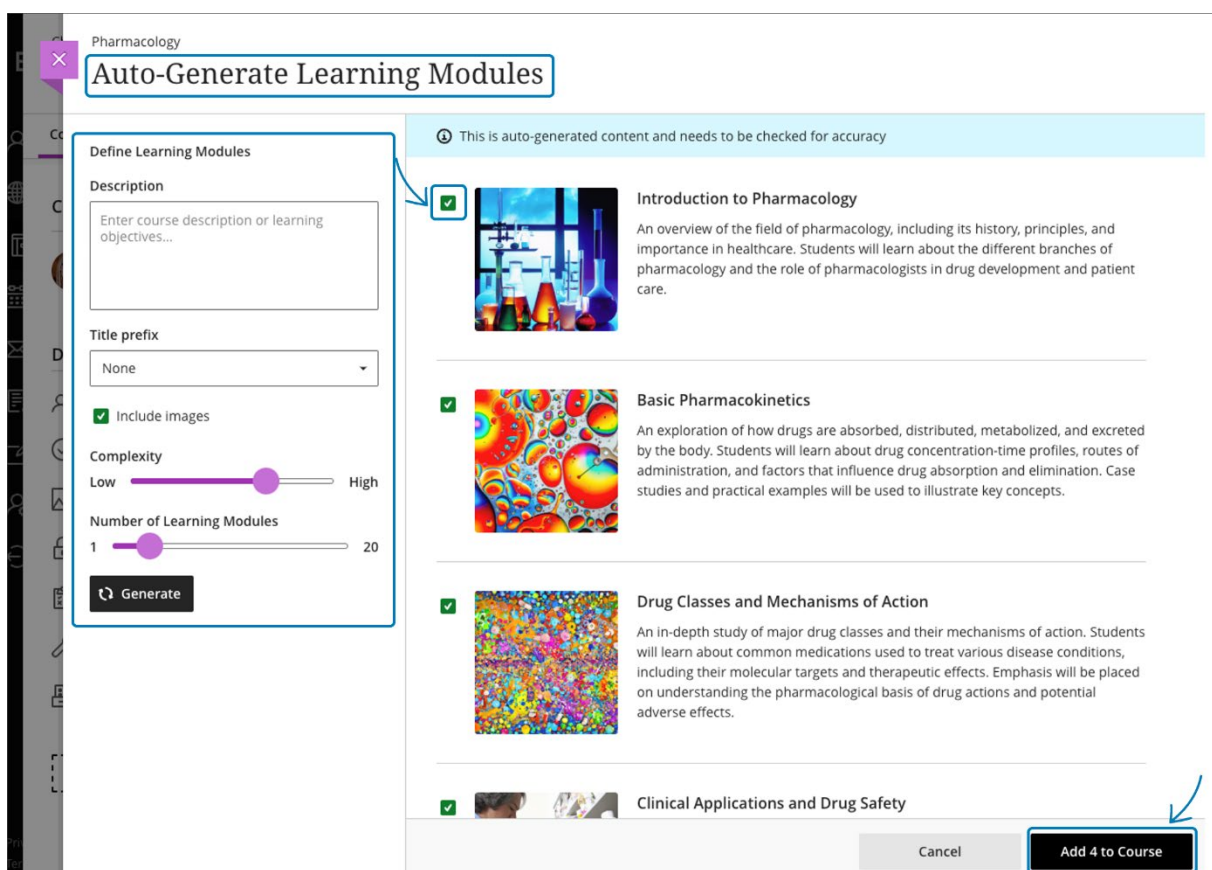 Pharmacology
Auto-Generate Learning Modules
Define Learning Modules
Description
Enter course description or learning
objectives...
Title prefix
None
Include images
Complexity
Low
High
Number of Learning Modules
1
20
Generate
This is auto-generated content and needs to be checked for accuracy
Introduction to Pharmacology
An overview of the field of pharmacology, including its history, principles, and
importance in healthcare. Students will learn about the different branches of
pharmacology and the role of pharmacologists in drug development and patient
care.
Basic Pharmacokinetics
An exploration of how drugs are absorbed, distributed, metabolized, and excreted
by the body. Students will learn about drug concentration-time profiles, routes of
administration, and factors that influence drug absorption and elimination. Case
studies and practical examples will be used to illustrate key concepts.
Drug Classes and Mechanisms of Action
An in-depth study of major drug classes and their mechanisms of action. Students
will learn about common medications used to treat various disease conditions,
including their molecular targets and therapeutic effects. Emphasis will be placed
on understanding the pharmacological basis of drug actions and potential
adverse effects.
Clinical Applications and Drug Safety
Cancel
Add 4 to Course